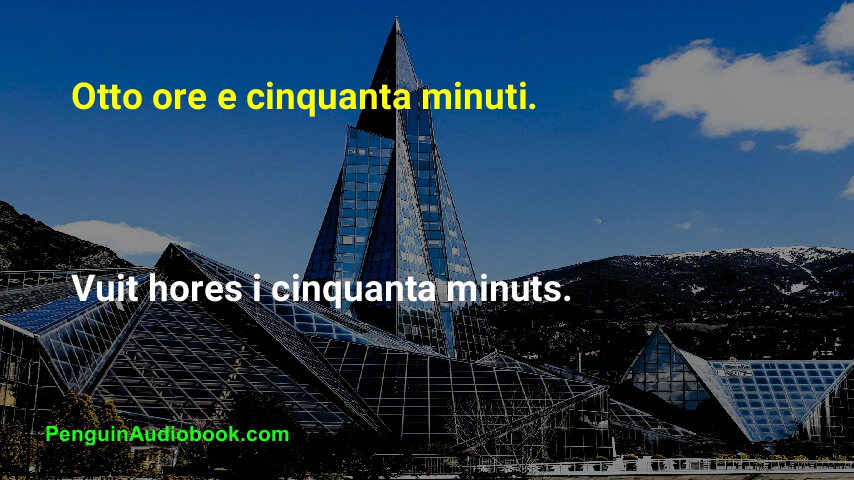 Otto ore e cinquanta minuti.
Vuit hores i cinquanta minuts.
PenguinAudiobook.com